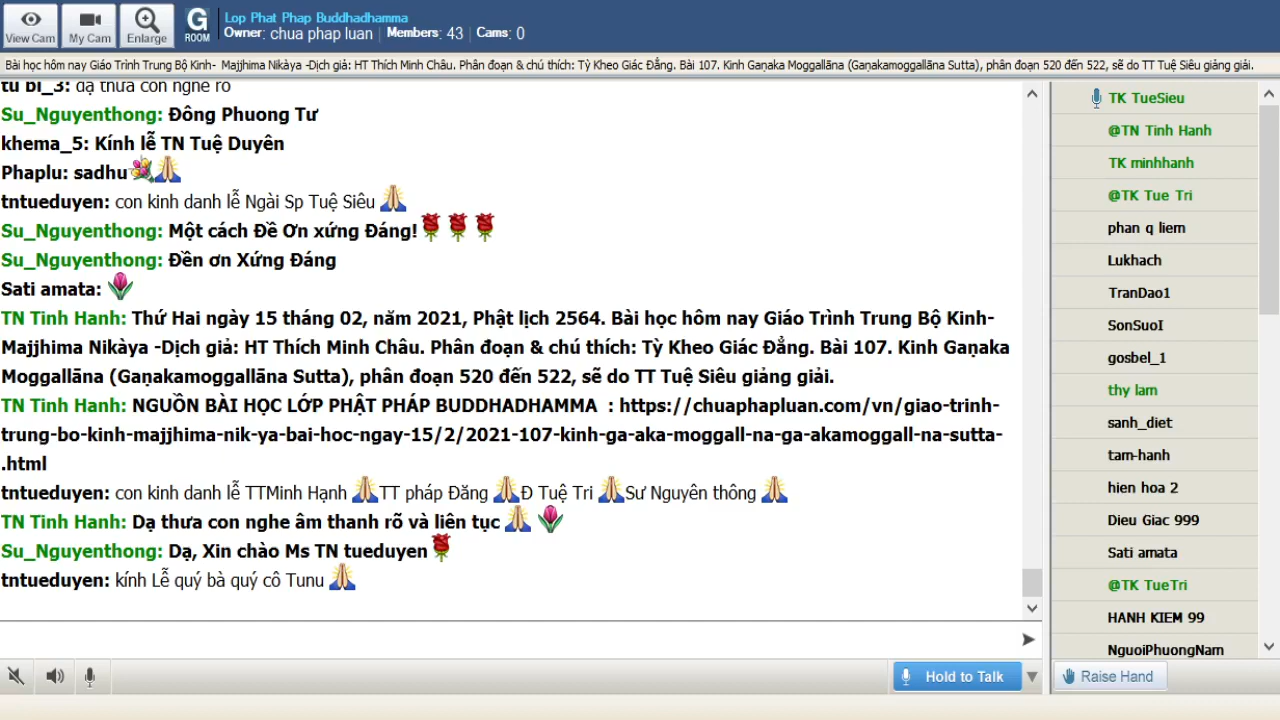 View Cam
My Cam
Enlarge
G
ROOM
Lop Phat Phap Buddhadhamma
Owner: chua phap luan | Members: 43 | Cams: 0
Bài học hôm nay Giáo Trình Trung Bộ Kinh- Majjhima Nikàya -Dịch giả: HT Thích Minh Châu. Phân đoạn & chú thích: Tỳ Kheo Giác Đẳng. Bài 107. Kinh Gaṇaka Moggallāna (Gaṇakamoggallāna Sutta), phân đoạn 520 đến 522, sẽ do TT Tuệ Siêu giảng giải.
tu bi_3: dạ thưa con nghe rõ
Su_Nguyenthong: Đông Phuong Tư
khema_5: Kính lễ TN Tuệ Duyên
Phaplu: sadhu
tntueduyen: con kinh danh lễ Ngài Sp Tuệ Siêu
Su_Nguyenthong: Một cách Đề Ơn xứng Đáng!
Su_Nguyenthong: Đền ơn Xứng Đáng
Sati amata:
TN Tinh Hanh: Thứ Hai ngày 15 tháng 02, năm 2021, Phật lịch 2564. Bài học hôm nay Giáo Trình Trung Bộ Kinh-
Majjhima Nikàya -Dịch giả: HT Thích Minh Châu. Phân đoạn & chú thích: Tỳ Kheo Giác Đẳng. Bài 107. Kinh Gaṇaka
Moggallāna (Gaṇakamoggallāna Sutta), phân đoạn 520 đến 522, sẽ do TT Tuệ Siêu giảng giải.
TN Tinh Hanh: NGUỒN BÀI HỌC LỚP PHẬT PHÁP BUDDHADHAMMA : https://chuaphapluan.com/vn/giao-trinh-
trung-bo-kinh-majjhima-nik-ya-bai-hoc-ngay-15/2/2021-107-kinh-ga-aka-moggall-na-ga-akamoggall-na-sutta-
.html
tntueduyen: con kinh danh lễ TTMinh Hạnh TT pháp Đăng Đ Tuệ Tri Sư Nguyên thông
TN Tinh Hanh: Dạ thưa con nghe âm thanh rõ và liên tục
Su_Nguyenthong: Dạ, Xin chào Ms TN tueduyen
tntueduyen: kính Lễ quý bà quý cô Tunu
Hold to Talk
TK TueSieu
@TN Tinh Hanh
TK minhhanh
@TK Tue Tri
phan q liem
Lukhach
TranDao1
SonSuoI
gosbel_1
thy lam
sanh_diet
tam-hanh
hien hoa 2
Dieu Giac 999
Sati amata
@TK TueTri
HANH KIEM 99
NguoiPhuongNam
Raise Hand